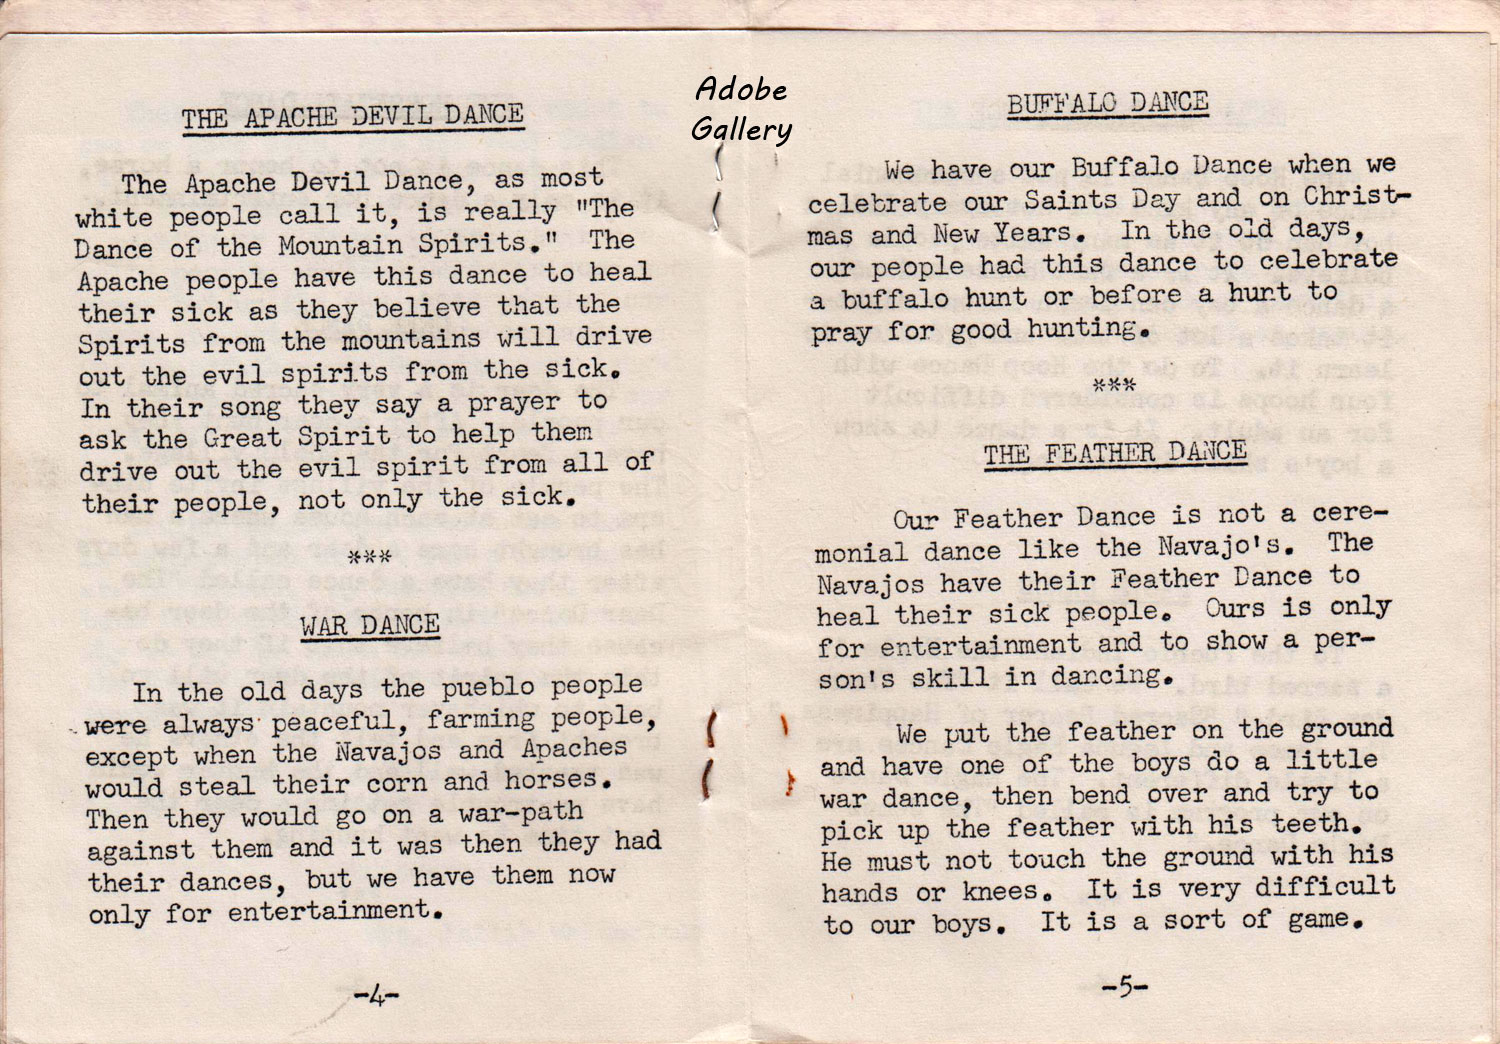 Adobe
Gallery
THE APACHE DEVIL DANCE
The Apache Devil Dance, as most
white people call it, is really "The
Dance of the Mountain Spirits." The
Apache people have this dance to heal
their sick as they believe that the
Spirits from the mountains will drive
out the evil spirits from the sick.
In their song they say a prayer to
ask the Great Spirit to help them
drive out the evil spirit from all of
their people, not only the sick.
***
WAR DANCE
In the old days the pueblo people
were always peaceful, farming people,
except when the Navajos and Apaches
would steal their corn and horses.
Then they would go on a war-path
against them and it was then they had
their dances, but we have them now
only for entertainment.
-4-
BUFFALO DANCE
We have our Buffalo Dance when we
celebrate our Saints Day and on Christ-
mas and New Years. In the old days,
our people had this dance to celebrate
a buffalo hunt or before a hunt to
pray for good hunting.
***
THE FEATHER DANCE
Our Feather Dance is not a cere-
monial dance like the Navajo's. The
Navajos have their Feather Dance to
heal their sick people. Ours is only
for entertainment and to show a per-
son's skill in dancing.
We put the feather on the ground
and have one of the boys do a little
war dance, then bend over and try to
pick up the feather with his teeth.
He must not touch the ground with his
hands or knees. It is very difficult
to our boys. It is a sort of game.
-5-